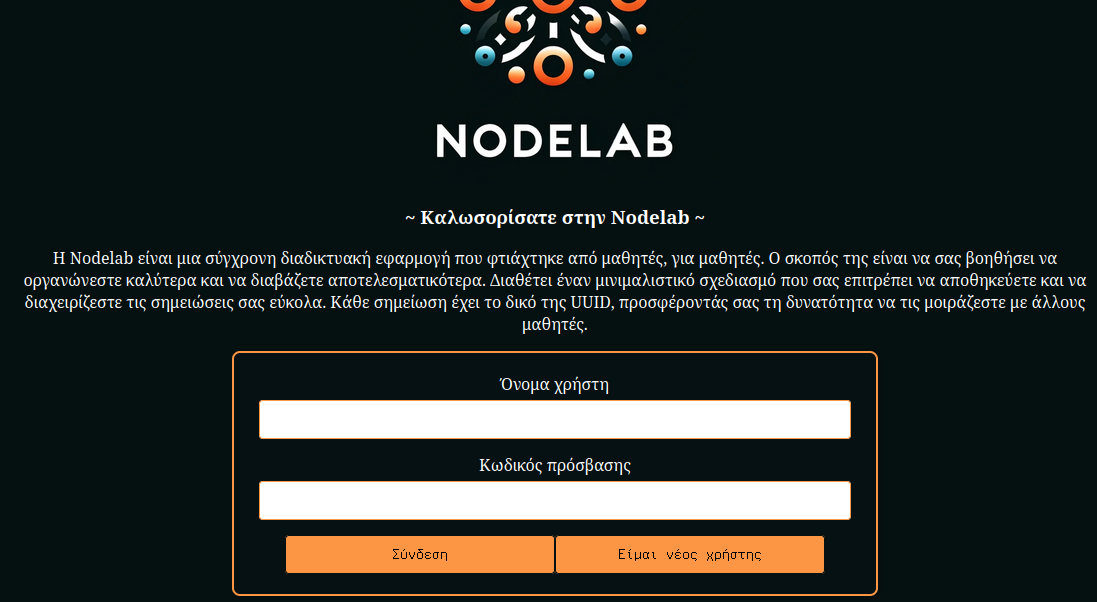 NODELAB
~ Καλωσορίσατε στην Nodelab ~
Η Nodelab είναι μια σύγχρονη διαδικτυακή εφαρμογή που φτιάχτηκε από μαθητές, για μαθητές. Ο σκοπός της είναι να σας βοηθήσει να
οργανώνεστε καλύτερα και να διαβάζετε αποτελεσματικότερα. Διαθέτει έναν μινιμαλιστικό σχεδιασμό που σας επιτρέπει να αποθηκεύετε και να
διαχειρίζεστε τις σημειώσεις σας εύκολα. Κάθε σημείωση έχει το δικό της UUID, προσφέροντάς σας τη δυνατότητα να τις μοιράζεστε με άλλους
μαθητές.
Όνομα χρήστη
Κωδικός πρόσβασης
Σύνδεση
Είμαι νέος χρήστης